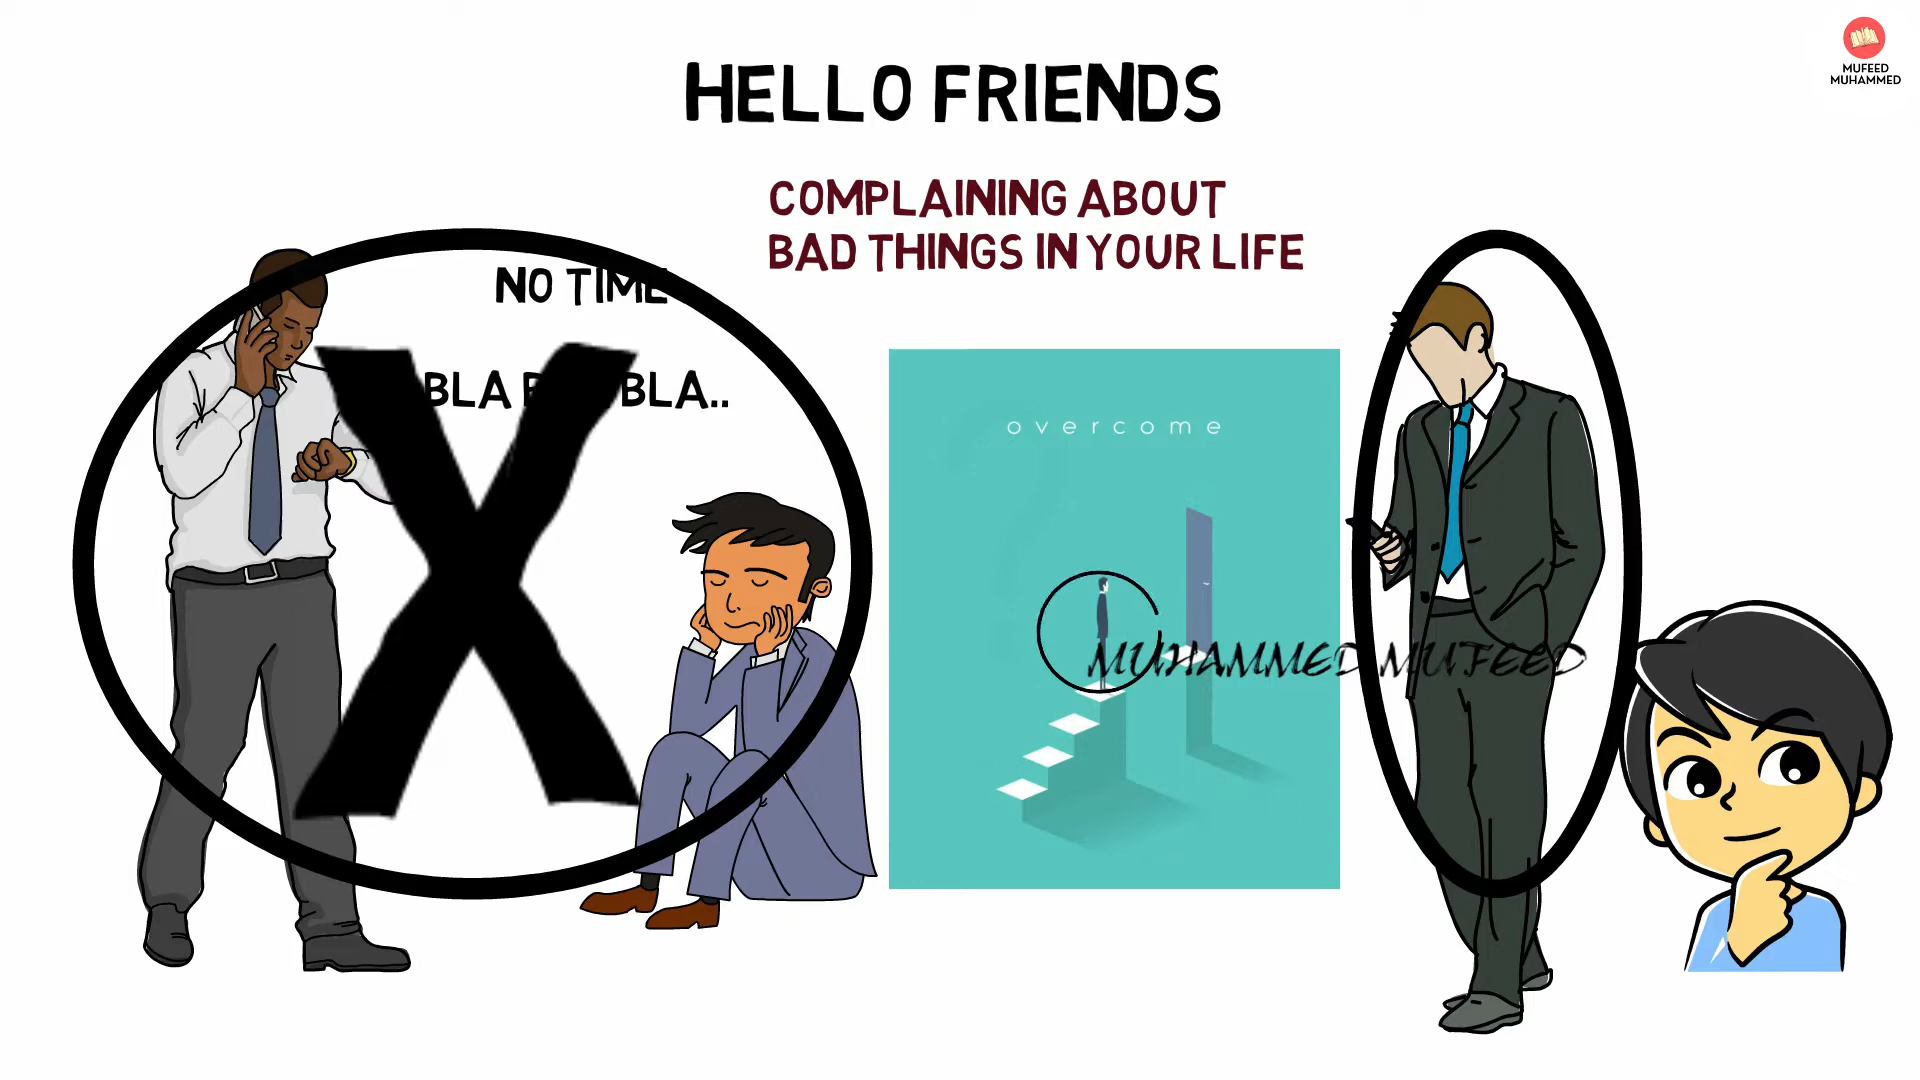 MUFEED
MUHAMMED
HELLO FRIENDS
COMPLAINING ABOUT
BAD THINGS IN YOUR LIFE
NO TIME
BLA BLA..
overcome
MUHAMMED MUFEED
X